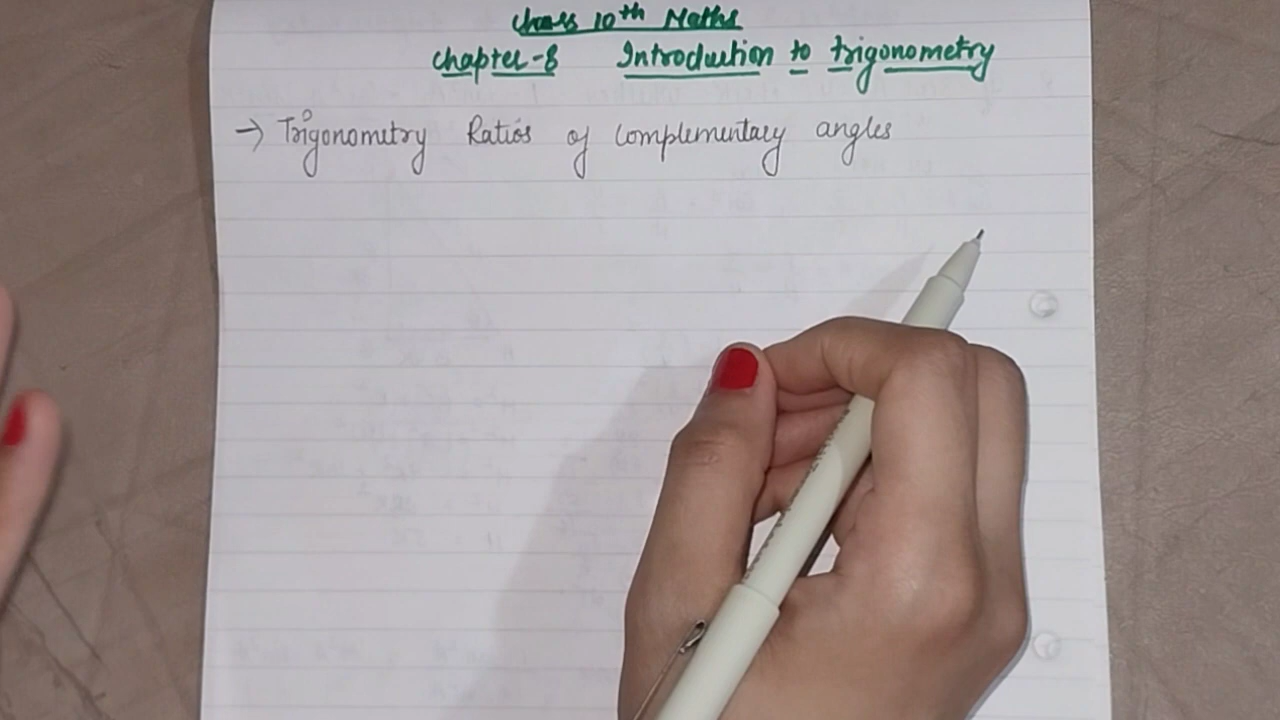 Class 10th Maths
Chapter-8 Introduction to trigonometry
→ Trigonometry Ratios of complementary angles